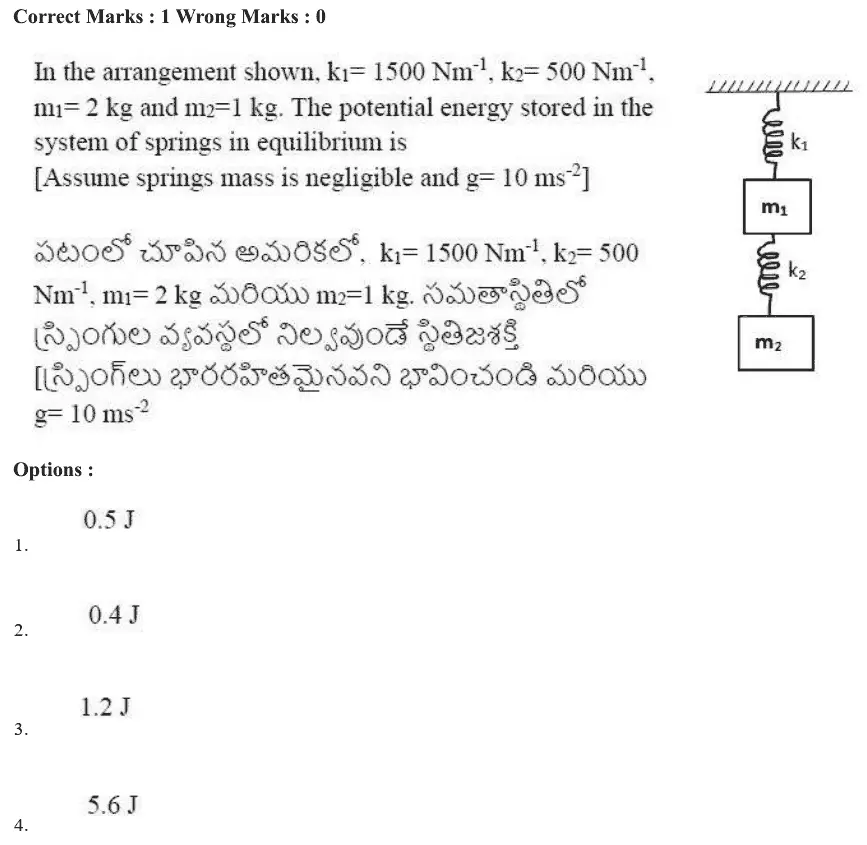 Correct Marks : 1 Wrong Marks : 0
In the arrangement shown, k1= 1500 Nm-1, k2= 500 Nm-1,
m1= 2 kg and m2=1 kg. The potential energy stored in the
system of springs in equilibrium is
[Assume springs mass is negligible and g= 10 ms-2]
k1
m1
k2
m2
పటంలో చూపిన అమరికలో, k1= 1500 Nm-1, k2= 500
Nm-1, m1= 2 kg మరియు m2=1 kg. సమతాస్థితిలో
స్ప్రింగుల వ్యవస్థలో నిల్వవుండే స్థితిజశక్తి
[స్ప్రింగ్‌లు భారరహితమైనవని భావించండి మరియు
g= 10 ms-2
Options :
0.5 J
1.
0.4 J
2.
1.2 J
3.
5.6 J
4.